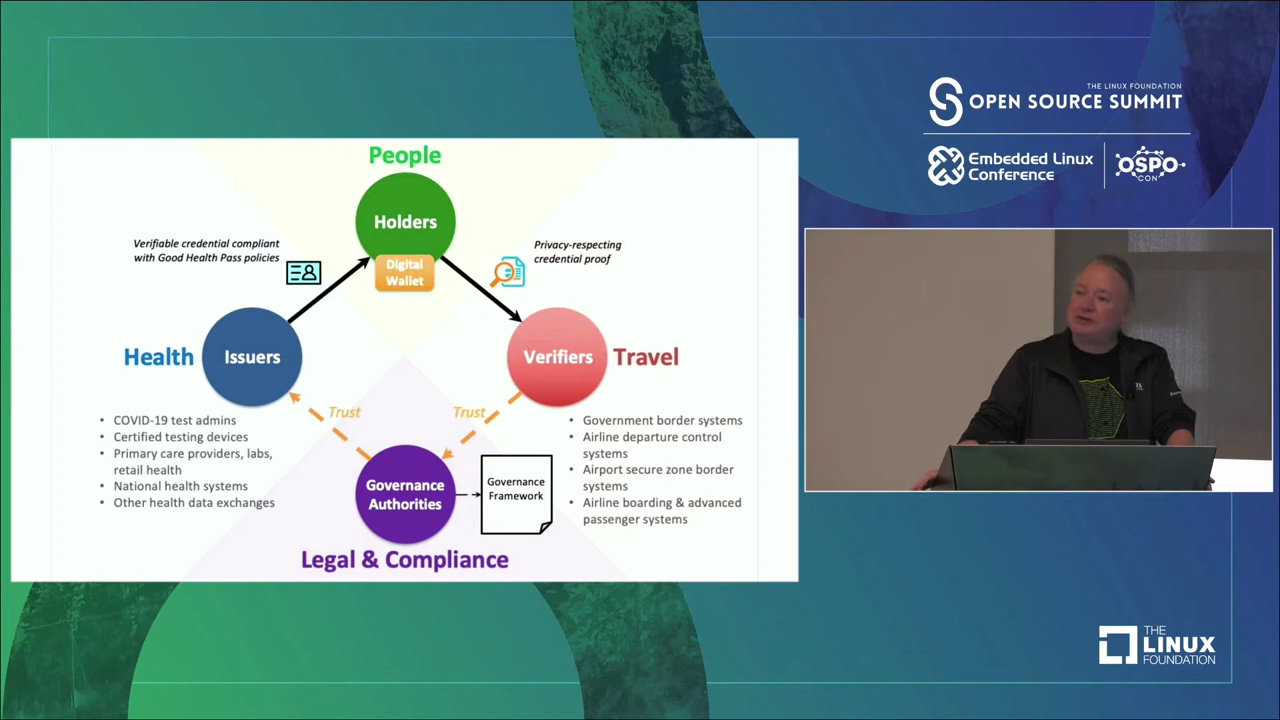 THE LINUX FOUNDATION
OPEN SOURCE SUMMIT
Embedded Linux
Conference
OSPO
CON
People
Holders
Digital
Wallet
Verifiable credential compliant
with Good Health Pass policies
Privacy-respecting
credential proof
Health
Issuers
Verifiers
Travel
Trust
Trust
• COVID-19 test admins
• Certified testing devices
• Primary care providers, labs,
retail health
• National health systems
• Other health data exchanges
• Government border systems
• Airline departure control
systems
• Airport secure zone border
systems
• Airline boarding & advanced
passenger systems
Governance
Authorities
Governance
Framework
Legal & Compliance
THE
LINUX
FOUNDATION